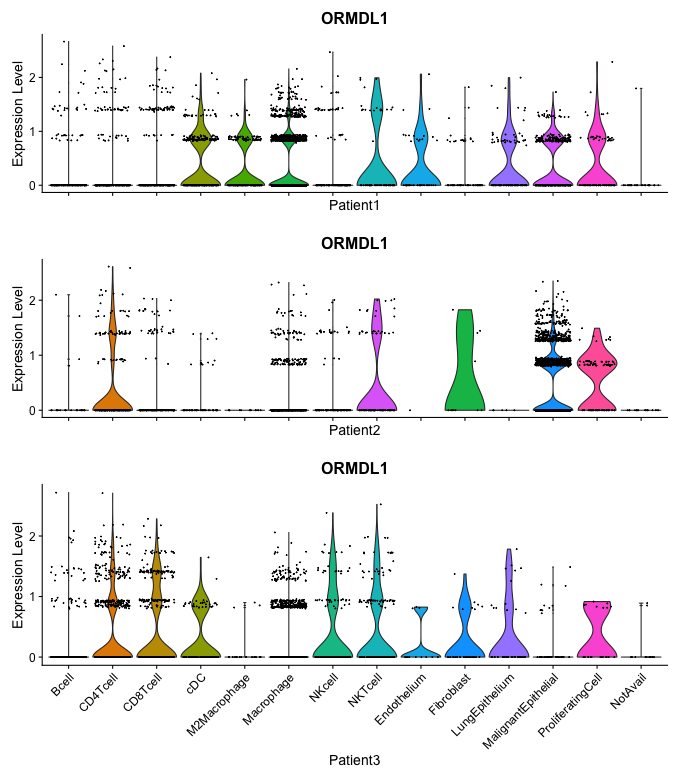 ORMDL1
Expression Level
2
1
0
Patient1
ORMDL1
Expression Level
2
1
0
Patient2
ORMDL1
Expression Level
2
1
0
Bcell
CD4Tcell
CD8Tcell
cDC
M2Macrophage
Macrophage
NKcell
NKTcell
Endothelium
Fibroblast
LungEpithelium
MalignantEpithelial
ProliferatingCell
NotAvail
Patient3